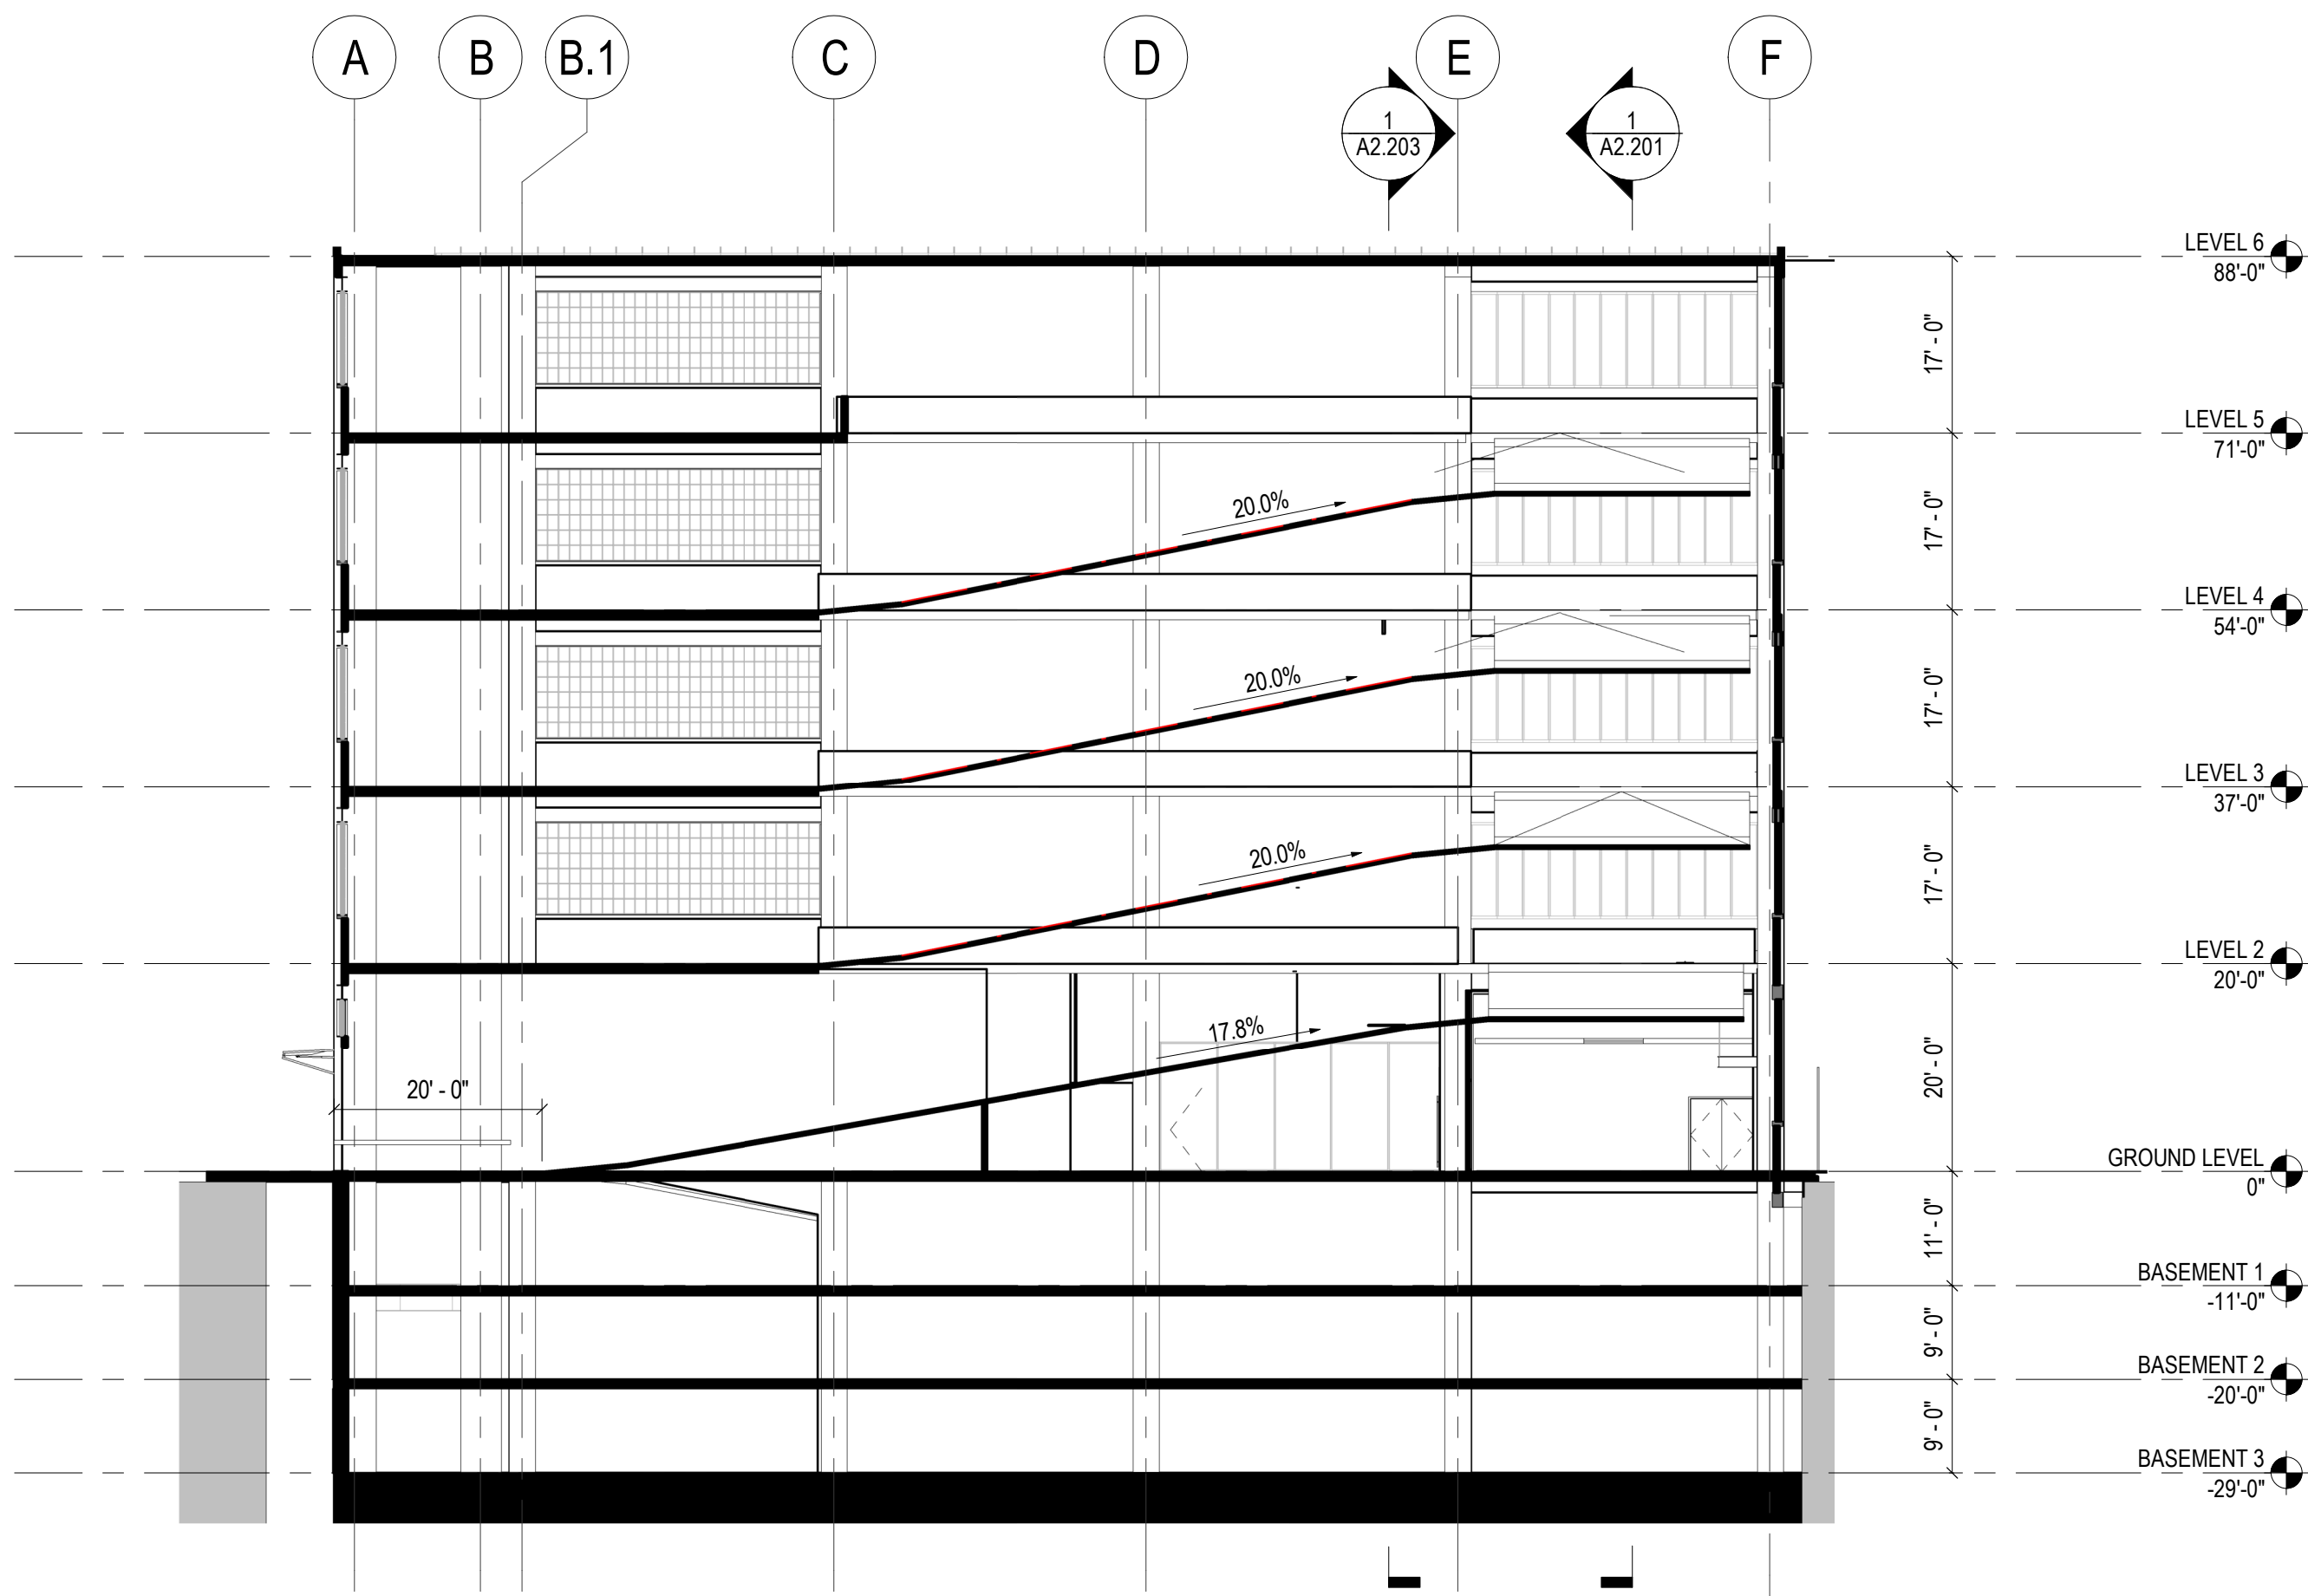 A
B
B.1
C
D
E
F
1
A2.203
1
A2.201
LEVEL 6
88'-0"
17' - 0"
LEVEL 5
71'-0"
20.0%
17' - 0"
LEVEL 4
54'-0"
20.0%
17' - 0"
LEVEL 3
37'-0"
20.0%
17' - 0"
LEVEL 2
20'-0"
17.8%
20' - 0"
20' - 0"
GROUND LEVEL
0"
11' - 0"
BASEMENT 1
-11'-0"
9' - 0"
BASEMENT 2
-20'-0"
9' - 0"
BASEMENT 3
-29'-0"